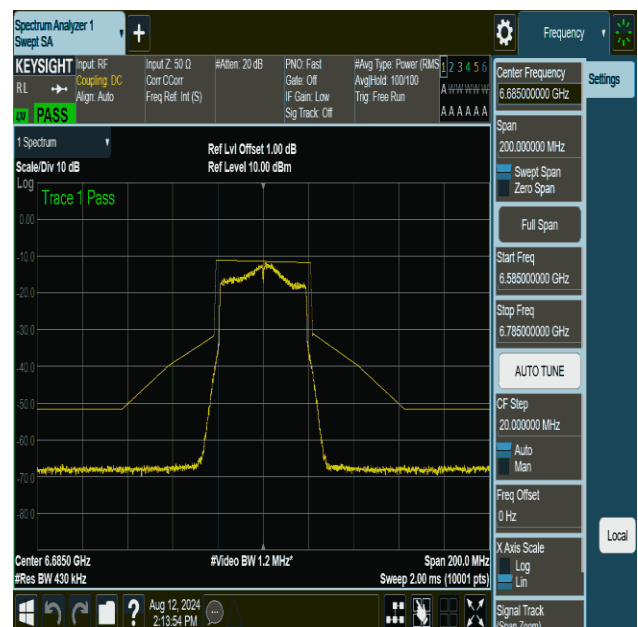 Spectrum Analyzer 1
Swept SA
Frequency
KEYSIGHT
RL
PASS
Input: RF
Coupling: DC
Align: Auto
Input Z: 50 Ω
Corr CCorr
Freq Ref: Int (S)
#Atten: 20 dB
PNO: Fast
Gate: Off
IF Gain: Low
Sig Track: Off
#Avg Type: Power (RMS
Avg|Hold: 100/100
Trig: Free Run
1 2 3 4 5 6
A W W W W W
A A A A A A
1 Spectrum
Scale/Div 10 dB
Ref Lvl Offset 1.00 dB
Ref Level 10.00 dBm
Log
Trace 1 Pass
0.00
-10.0
-20.0
-30.0
-40.0
-50.0
-60.0
-70.0
-80.0
Center 6.6850 GHz
#Res BW 430 kHz
#Video BW 1.2 MHz*
Span 200.0 MHz
Sweep 2.00 ms (10001 pts)
Aug 12, 2024
2:13:54 PM
Center Frequency
6.685000000 GHz
Settings
Span
200.000000 MHz
Swept Span
Zero Span
Full Span
Start Freq
6.585000000 GHz
Stop Freq
6.785000000 GHz
AUTO TUNE
CF Step
20.000000 MHz
Auto
Man
Freq Offset
0 Hz
Local
X Axis Scale
Log
Lin
Signal Track
(Span Zoom)